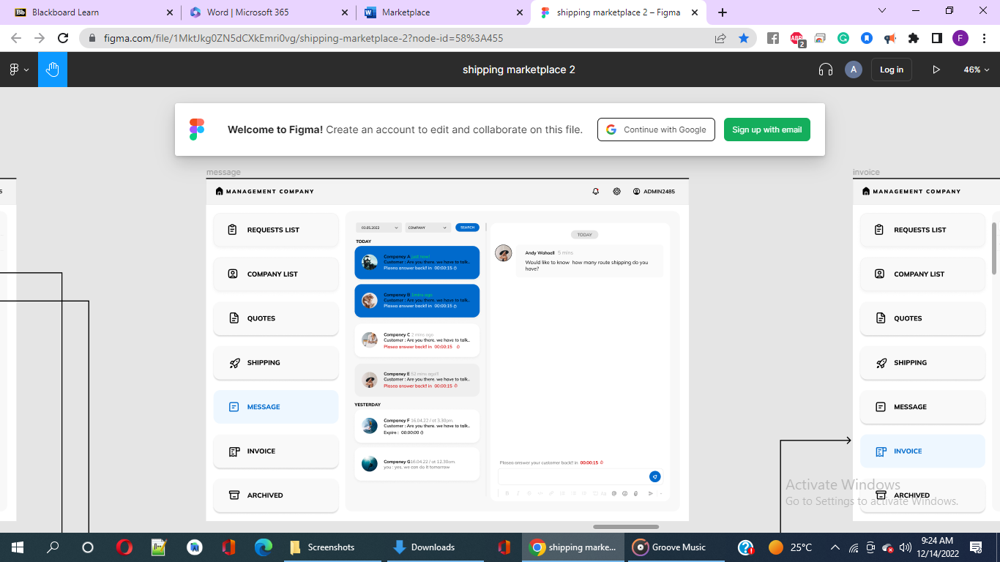 Blackboard Learn
Word | Microsoft 365
Marketplace
shipping marketplace 2 – Figma
figma.com/file/1MktJkg0ZN5dCXkEmri0vg/shipping-marketplace-2?node-id=58%3A455
ABP
2
F
shipping marketplace 2
A
Log in
46%
Welcome to Figma! Create an account to edit and collaborate on this file.
Continue with Google
Sign up with email
message
invoice
MANAGEMENT COMPANY
ADMIN2485
REQUESTS LIST
COMPANY LIST
QUOTES
SHIPPING
MESSAGE
INVOICE
ARCHIVED
03.05.2022
COMPANY
SEARCH
TODAY
Companey A just now!
Customer : Are you there. we have to talk..
Plasea answer back!! in 00:00:15
Companey B 3mins ago
Customer : Are you there. we have to talk..
Plasea answer back!! in 00:00:15
Companey C 2 mins ago
Customer : Are you there. we have to talk..
Plasea answer back!! in 00:00:15
Companey E 52 mins ago!!!
Customer : Are you there. we have to talk..
Plasea answer back!! in 00:00:15
YESTERDAY
Companey F 16.04.22 / at 3.30pm.
Customer : Are you there. we have to talk..
Expire : 00:00:00
Companey G16.04.22 / at 12.30am.
you : yes, we can do it tomorrow
TODAY
Andy Wahoell 5 mins
Would like to know how many route shipping do you
have?
Plasea answer your customer back!! in 00:00:15
MANAGEMENT COMPANY
REQUESTS LIST
COMPANY LIST
QUOTES
SHIPPING
MESSAGE
INVOICE
ARCHIVED
Activate Windows
Go to Settings to activate Windows.
Screenshots
Downloads
shipping marke...
Groove Music
25°C
9:24 AM
12/14/2022